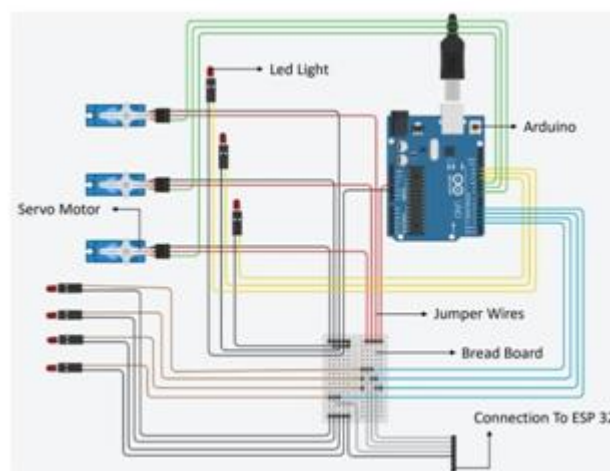 Led Light
Arduino
Servo Motor
Jumper Wires
Bread Board
Connection To ESP 32